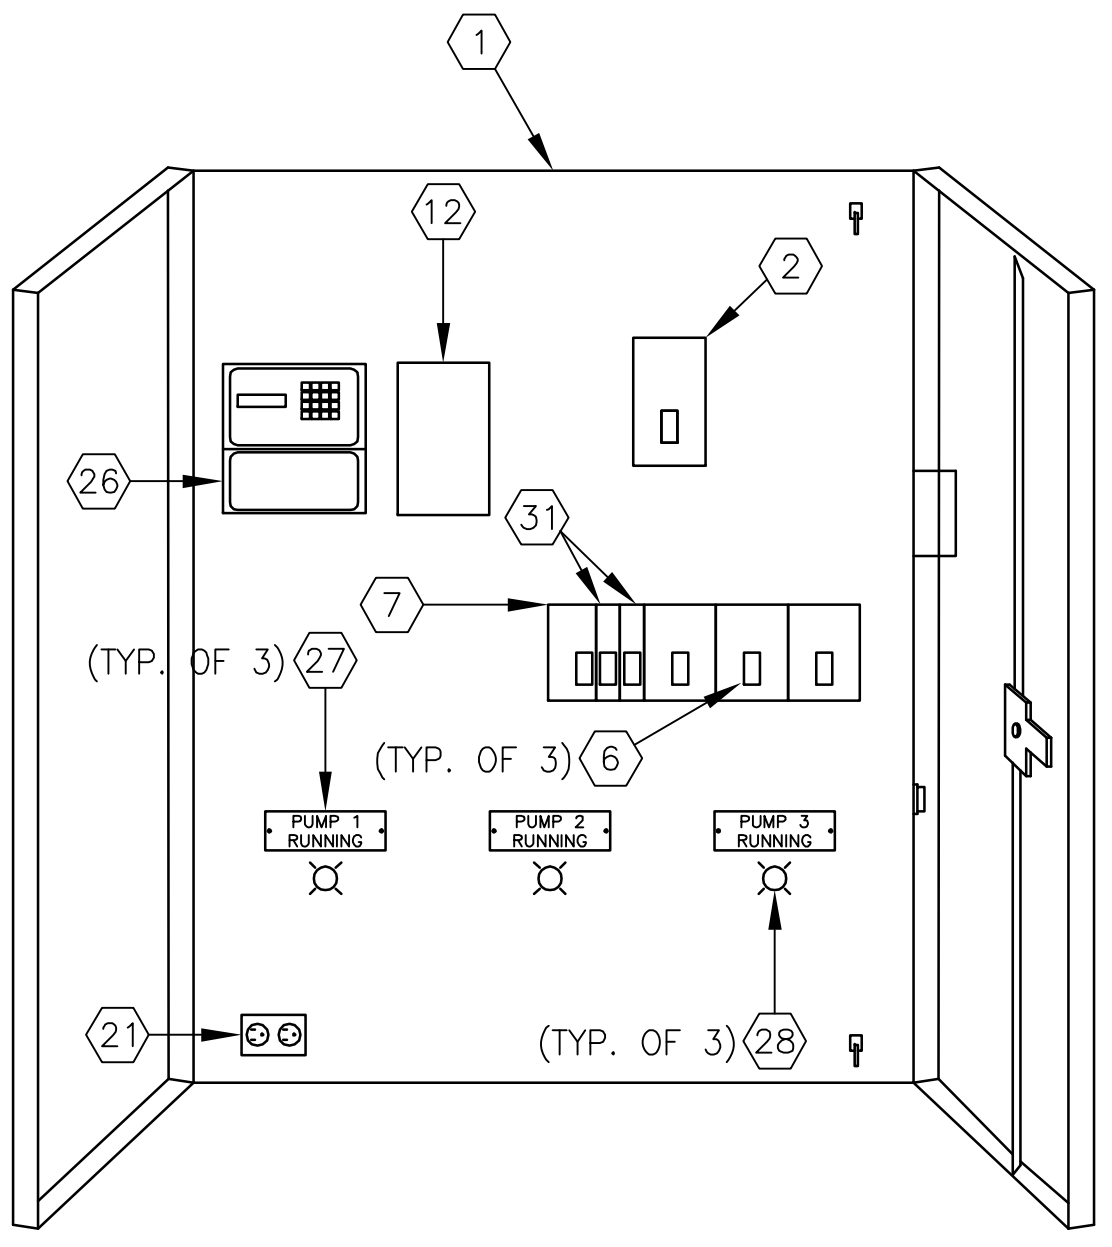 1
12
2
26
31
7
(TYP. OF 3) 27
(TYP. OF 3) 6
PUMP 1
RUNNING
PUMP 2
RUNNING
PUMP 3
RUNNING
21
(TYP. OF 3) 28